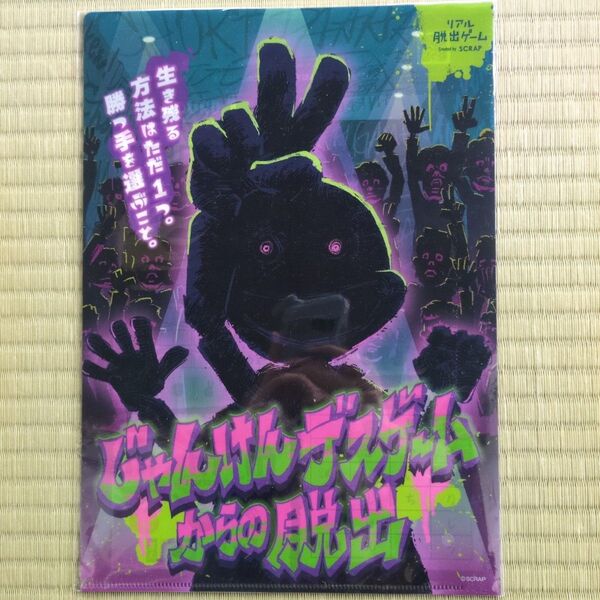 リアル
脱出ゲーム
Created by SCRAP
生き残る
方法はただ1つ。
勝つ手を選ぶこと。
じゃんけんデスゲーム
からの脱出
©SCRAP